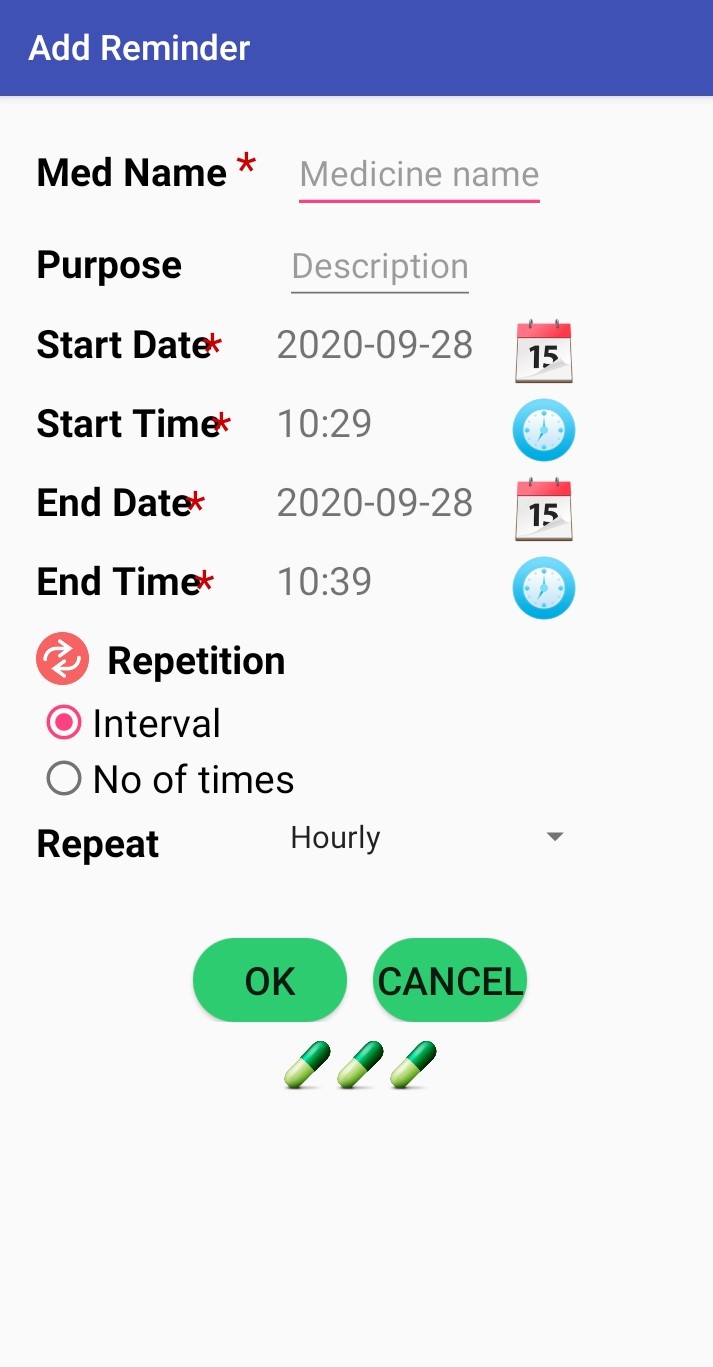 Add Reminder
Med Name * Medicine name
Purpose Description
Start Date* 2020-09-28 15
Start Time* 10:29
End Date* 2020-09-28 15
End Time* 10:39
Repetition
Interval
No of times
Repeat Hourly
OK CANCEL